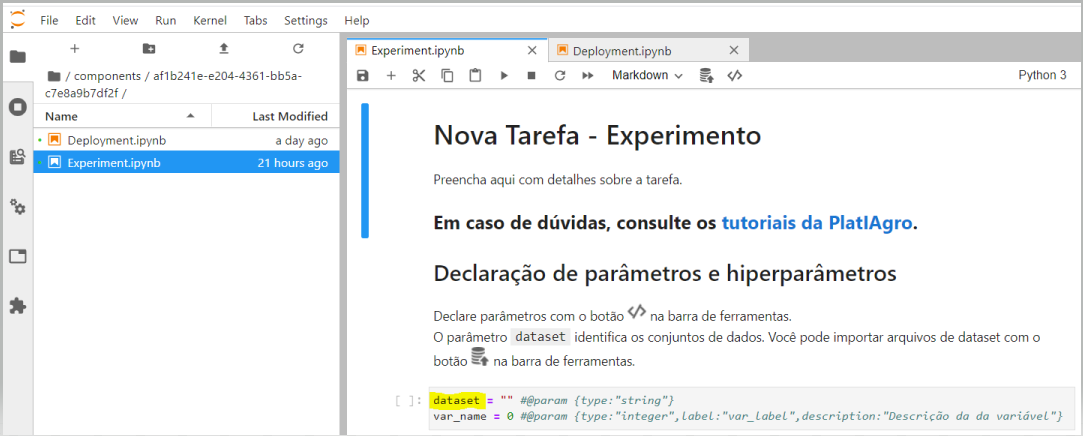 File Edit View Run Kernel Tabs Settings Help
/ components / af1b241e-e204-4361-bb5a-
c7e8a9b7df2f /
Name Last Modified
Deployment.ipynb a day ago
Experiment.ipynb 21 hours ago
Experiment.ipynb Deployment.ipynb
Markdown Python 3
Nova Tarefa - Experimento
Preencha aqui com detalhes sobre a tarefa.
Em caso de dúvidas, consulte os tutoriais da PlatIAgro.
Declaração de parâmetros e hiperparâmetros
Declare parâmetros com o botão </> na barra de ferramentas.
O parâmetro dataset identifica os conjuntos de dados. Você pode importar arquivos de dataset com o
botão na barra de ferramentas.
[ ]: dataset = "" #@param {type:"string"}
var_name = 0 #@param {type:"integer",label:"var_label",description:"Descrição da da variável"}